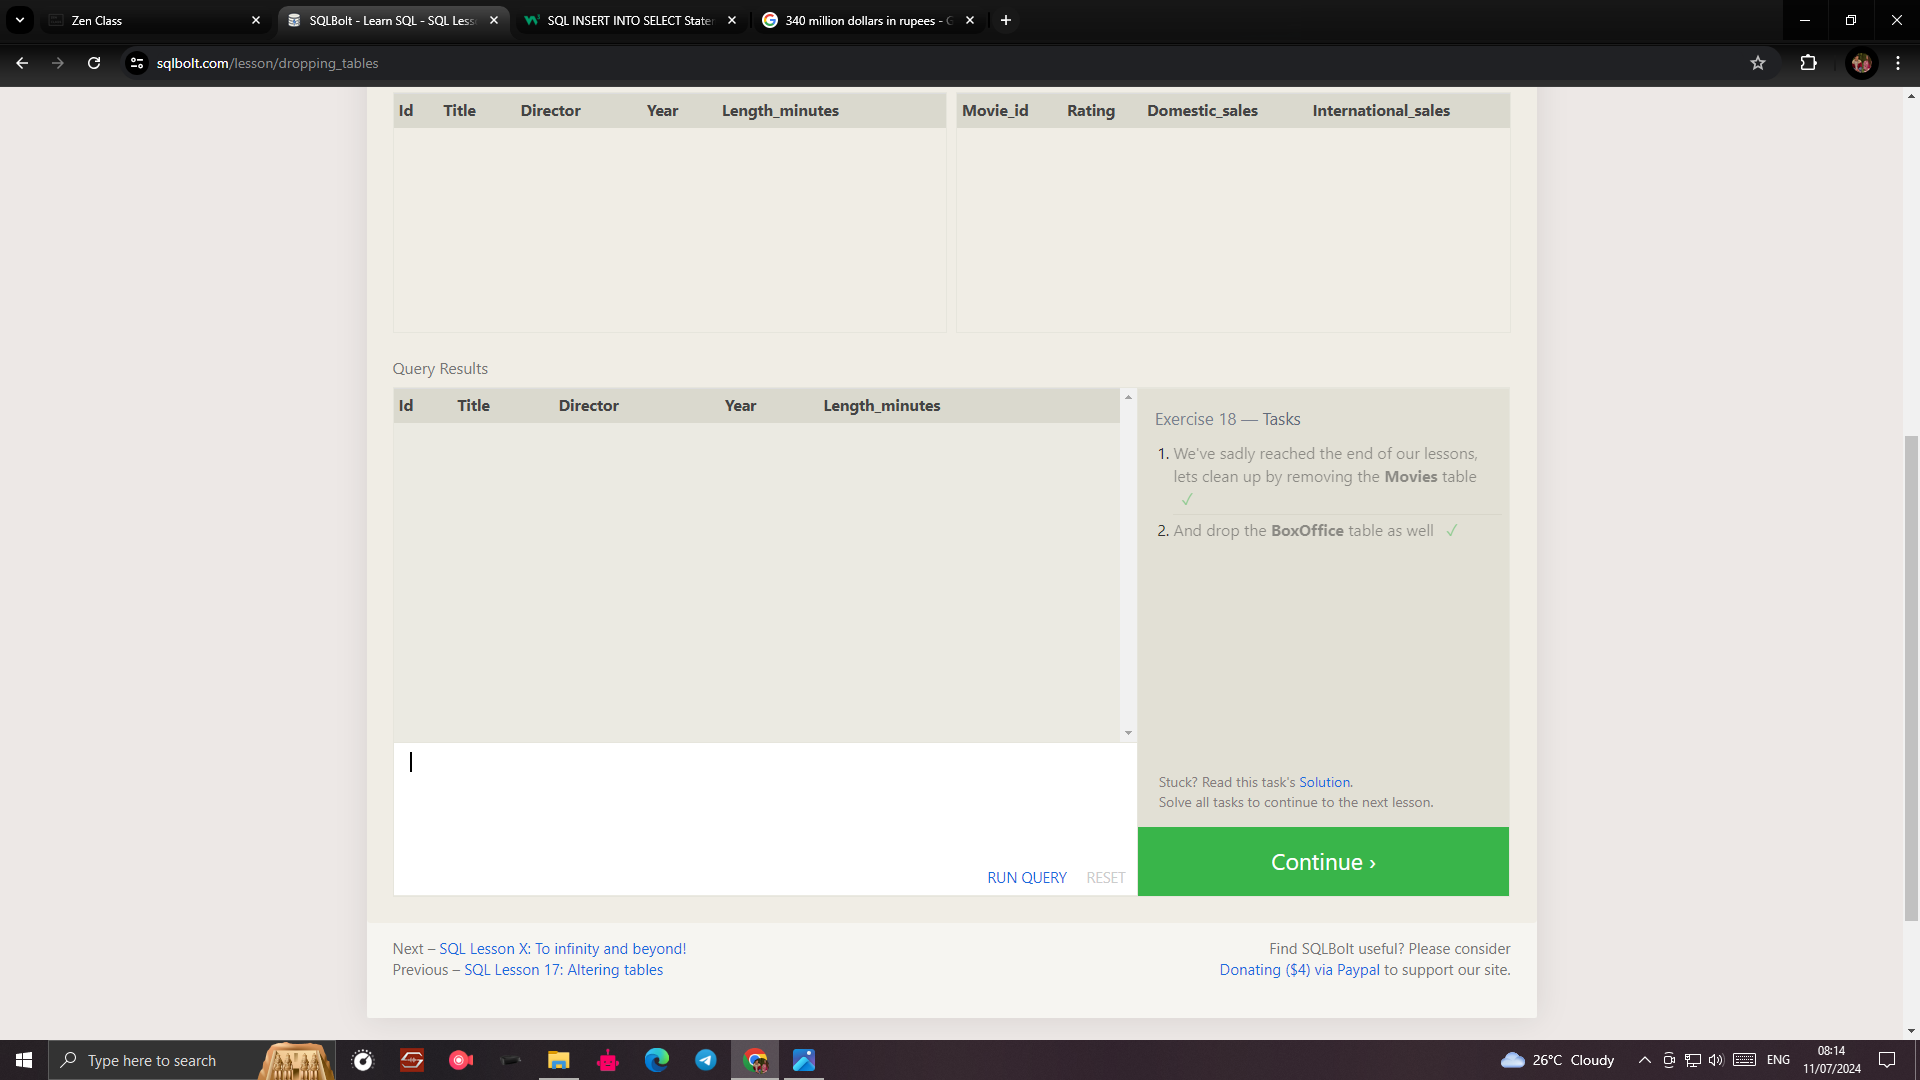 Zen Class
SQLBolt - Learn SQL - SQL Less
SQL INSERT INTO SELECT Stater
340 million dollars in rupees - G
sqlbolt.com/lesson/dropping_tables
Id Title Director Year Length_minutes
Movie_id Rating Domestic_sales International_sales
Query Results
Id Title Director Year Length_minutes
Exercise 18 — Tasks
1. We've sadly reached the end of our lessons,
lets clean up by removing the Movies table
✓
2. And drop the BoxOffice table as well ✓
Stuck? Read this task's Solution.
Solve all tasks to continue to the next lesson.
RUN QUERY RESET
Continue ›
Next – SQL Lesson X: To infinity and beyond!
Previous – SQL Lesson 17: Altering tables
Find SQLBolt useful? Please consider
Donating ($4) via Paypal to support our site.
Type here to search
26°C Cloudy
ENG
08:14
11/07/2024